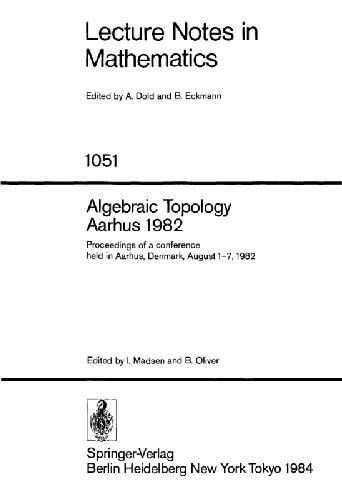 Lecture Notes in
Mathematics
Edited by A. Dold and B. Eckmann
1051
Algebraic Topology
Aarhus 1982
Proceedings of a conference
held in Aarhus, Denmark, August 1–7, 1982
Edited by I. Madsen and B. Oliver
Springer-Verlag
Berlin Heidelberg New York Tokyo 1984